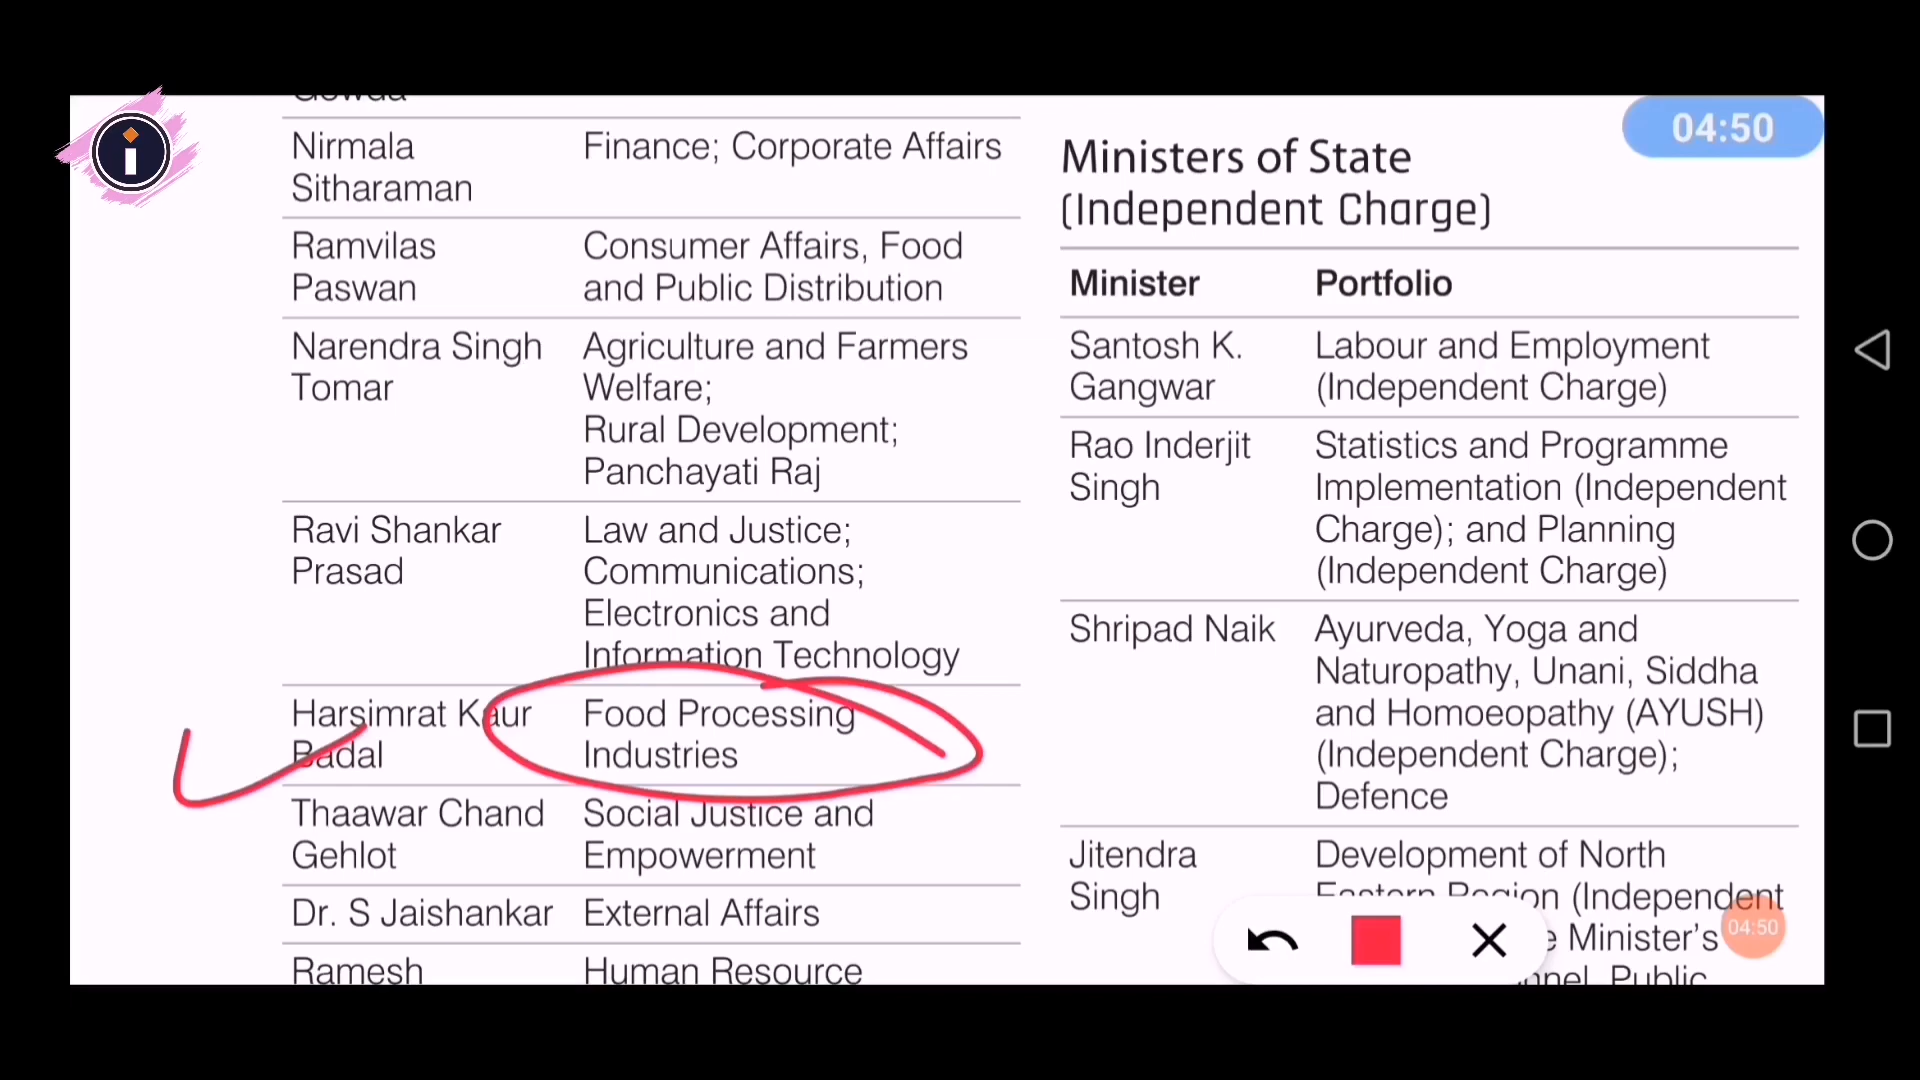 Gowda
Nirmala
Sitharaman
Finance; Corporate Affairs
Ramvilas
Paswan
Consumer Affairs, Food
and Public Distribution
Narendra Singh
Tomar
Agriculture and Farmers
Welfare;
Rural Development;
Panchayati Raj
Ravi Shankar
Prasad
Law and Justice;
Communications;
Electronics and
Information Technology
Harsimrat Kaur
Badal
Food Processing
Industries
Thaawar Chand
Gehlot
Social Justice and
Empowerment
Dr. S Jaishankar
External Affairs
Ramesh
Human Resource
04:50
Ministers of State
(Independent Charge)
Minister
Portfolio
Santosh K.
Gangwar
Labour and Employment
(Independent Charge)
Rao Inderjit
Singh
Statistics and Programme
Implementation (Independent
Charge); and Planning
(Independent Charge)
Shripad Naik
Ayurveda, Yoga and
Naturopathy, Unani, Siddha
and Homoeopathy (AYUSH)
(Independent Charge);
Defence
Jitendra
Singh
Development of North
Eastern Region (Independent
Minister's
Public
04:50